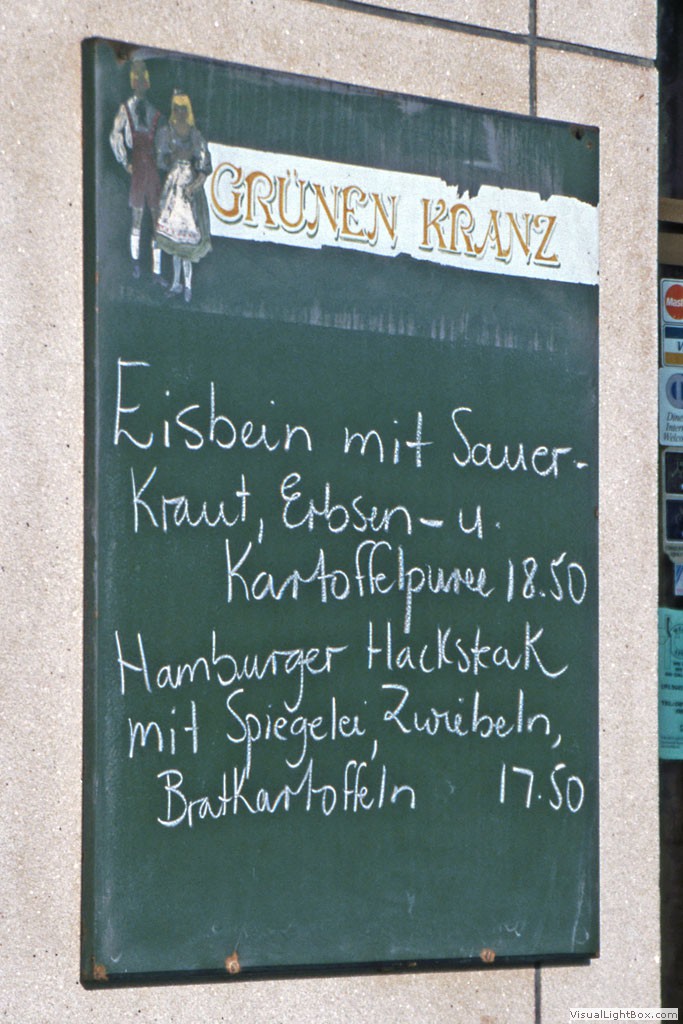 GRÜNEN KRANZ
Eisbein mit Sauer-
Kraut, Erbsen- u.
Kartoffelpuree 18.50
Hamburger Hacksteak
mit Spiegelei, Zwiebeln,
Bratkartoffeln 17.50
VisualLightBox.com